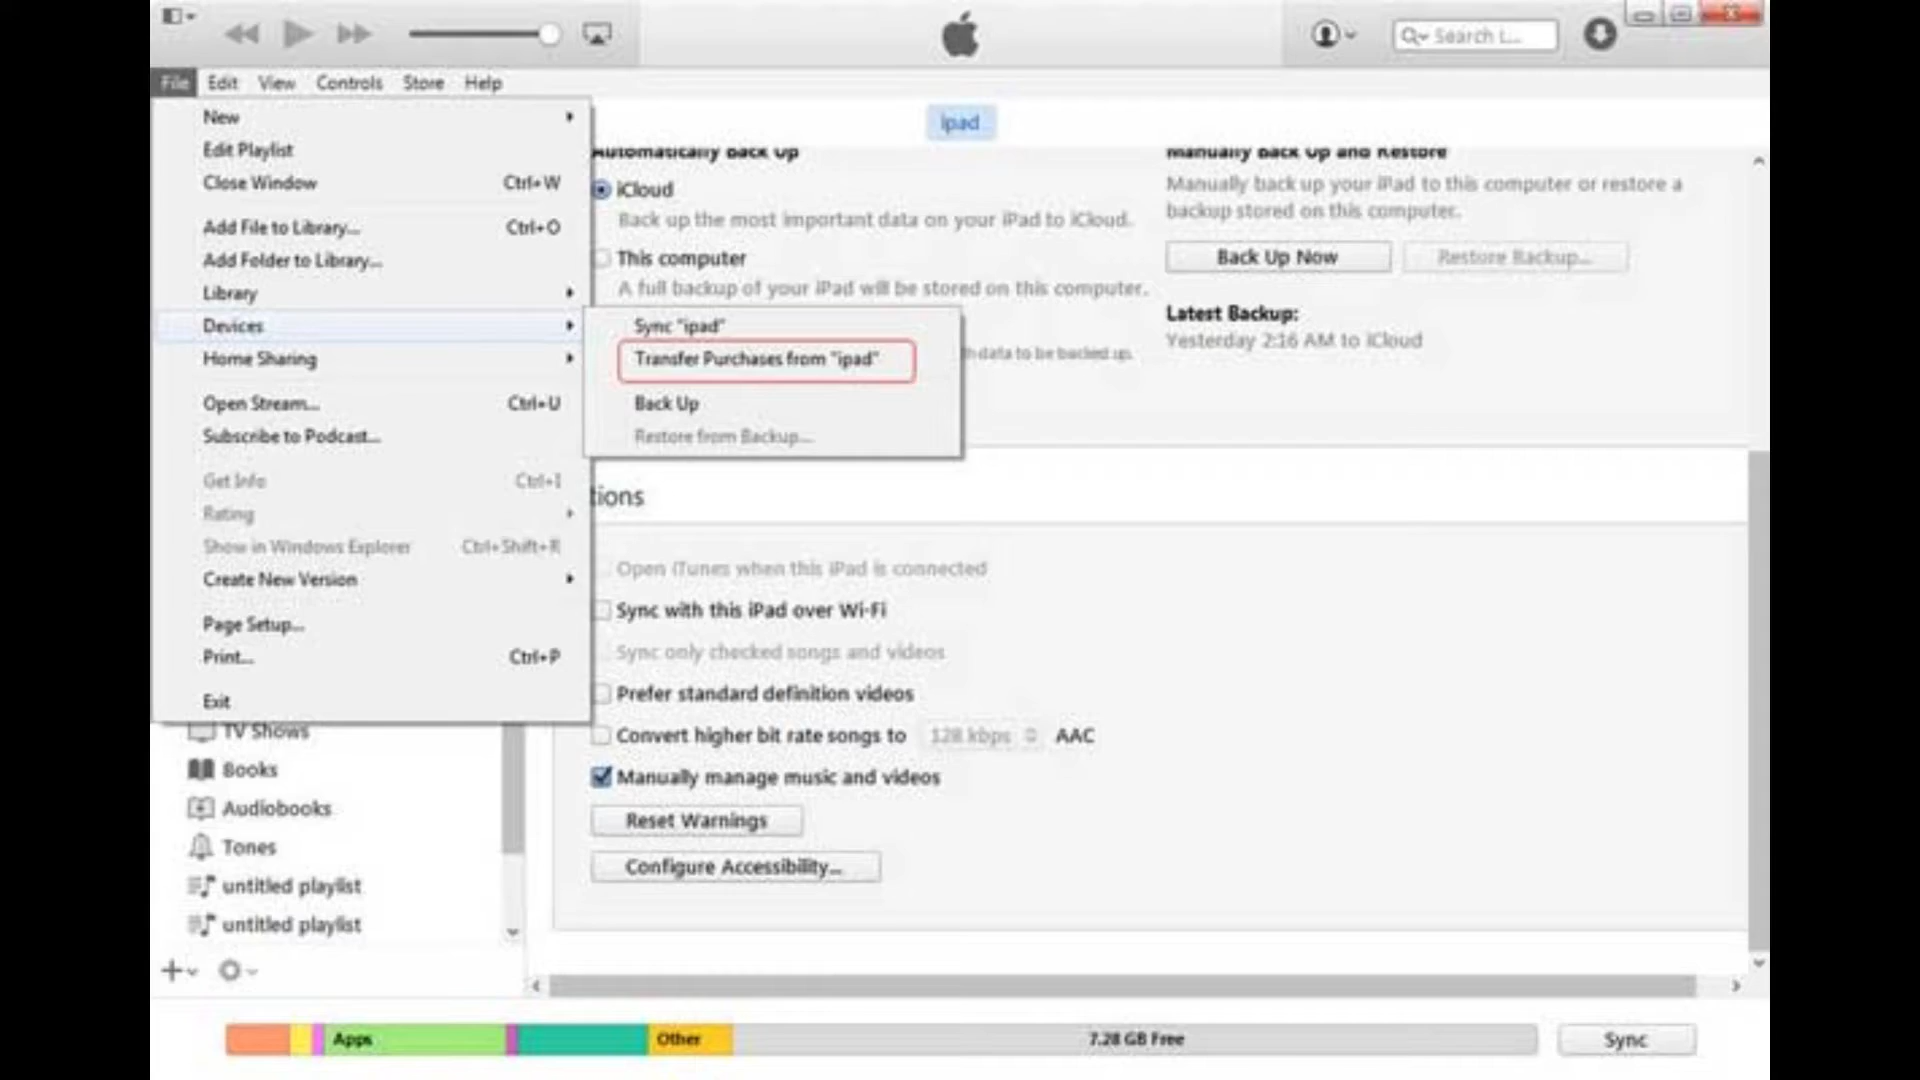 Search L...
File Edit View Controls Store Help
New
Edit Playlist
Close Window Ctrl+W
Add File to Library... Ctrl+O
Add Folder to Library...
Library
Devices
Home Sharing
Open Stream... Ctrl+U
Subscribe to Podcast...
Get Info Ctrl+I
Rating
Show in Windows Explorer Ctrl+Shift+R
Create New Version
Page Setup...
Print... Ctrl+P
Exit
Sync "ipad"
Transfer Purchases from "ipad"
Back Up
Restore from Backup...
ipad
Automatically Back Up
iCloud
Back up the most important data on your iPad to iCloud.
This computer
A full backup of your iPad will be stored on this computer.
data to be backed up.
Manually Back Up and Restore
Manually back up your iPad to this computer or restore a
backup stored on this computer.
Back Up Now Restore Backup...
Latest Backup:
Yesterday 2:16 AM to iCloud
tions
Open iTunes when this iPad is connected
Sync with this iPad over Wi-Fi
Sync only checked songs and videos
Prefer standard definition videos
Convert higher bit rate songs to 128 kbps AAC
Manually manage music and videos
Reset Warnings
Configure Accessibility...
TV Shows
Books
Audiobooks
Tones
untitled playlist
untitled playlist
Apps Other 7.28 GB Free Sync